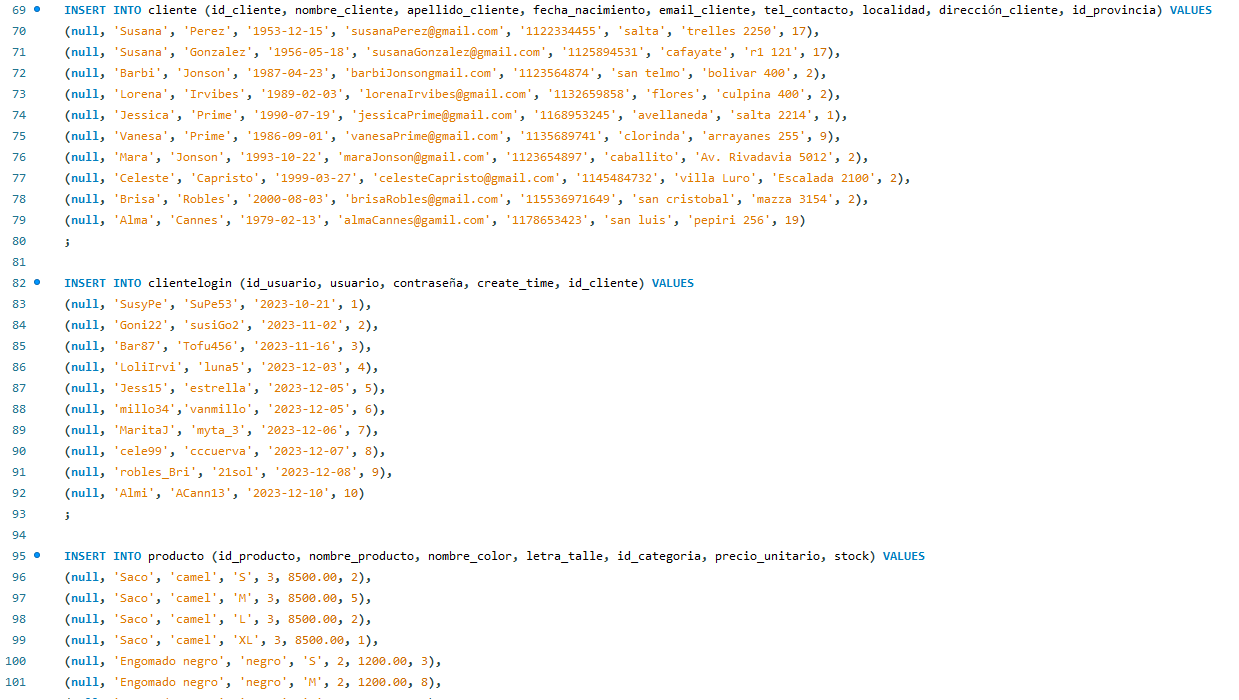 69 INSERT INTO cliente (id_cliente, nombre_cliente, apellido_cliente, fecha_nacimiento, email_cliente, tel_contacto, localidad, dirección_cliente, id_provincia) VALUES
70 (null, 'Susana', 'Perez', '1953-12-15', 'susanaPerez@gmail.com', '1122334455', 'salta', 'trelles 2250', 17),
71 (null, 'Susana', 'Gonzalez', '1956-05-18', 'susanaGonzalez@gmail.com', '1125894531', 'cafayate', 'r1 121', 17),
72 (null, 'Barbi', 'Jonson', '1987-04-23', 'barbiJonsongmail.com', '1123564874', 'san telmo', 'bolivar 400', 2),
73 (null, 'Lorena', 'Irvibes', '1989-02-03', 'lorenaIrvibes@gmail.com', '1132659858', 'flores', 'culpina 400', 2),
74 (null, 'Jessica', 'Prime', '1990-07-19', 'jessicaPrime@gmail.com', '1168953245', 'avellaneda', 'salta 2214', 1),
75 (null, 'Vanesa', 'Prime', '1986-09-01', 'vanesaPrime@gmail.com', '1135689741', 'clorinda', 'arrayanes 255', 9),
76 (null, 'Mara', 'Jonson', '1993-10-22', 'maraJonson@gmail.com', '1123654897', 'caballito', 'Av. Rivadavia 5012', 2),
77 (null, 'Celeste', 'Capristo', '1999-03-27', 'celesteCapristo@gmail.com', '1145484732', 'villa Luro', 'Escalada 2100', 2),
78 (null, 'Brisa', 'Robles', '2000-08-03', 'brisaRobles@gmail.com', '115536971649', 'san cristobal', 'mazza 3154', 2),
79 (null, 'Alma', 'Cannes', '1979-02-13', 'almaCannes@gamil.com', '1178653423', 'san luis', 'pepiri 256', 19)
80 ;
81
82 INSERT INTO clientelogin (id_usuario, usuario, contraseña, create_time, id_cliente) VALUES
83 (null, 'SusyPe', 'SuPe53', '2023-10-21', 1),
84 (null, 'Goni22', 'susiGo2', '2023-11-02', 2),
85 (null, 'Bar87', 'Tofu456', '2023-11-16', 3),
86 (null, 'LoliIrvi', 'luna5', '2023-12-03', 4),
87 (null, 'Jess15', 'estrella', '2023-12-05', 5),
88 (null, 'millo34','vanmillo', '2023-12-05', 6),
89 (null, 'MaritaJ', 'myta_3', '2023-12-06', 7),
90 (null, 'cele99', 'cccuerva', '2023-12-07', 8),
91 (null, 'robles_Bri', '21sol', '2023-12-08', 9),
92 (null, 'Almi', 'ACann13', '2023-12-10', 10)
93 ;
94
95 INSERT INTO producto (id_producto, nombre_producto, nombre_color, letra_talle, id_categoria, precio_unitario, stock) VALUES
96 (null, 'Saco', 'camel', 'S', 3, 8500.00, 2),
97 (null, 'Saco', 'camel', 'M', 3, 8500.00, 5),
98 (null, 'Saco', 'camel', 'L', 3, 8500.00, 2),
99 (null, 'Saco', 'camel', 'XL', 3, 8500.00, 1),
100 (null, 'Engomado negro', 'negro', 'S', 2, 1200.00, 3),
101 (null, 'Engomado negro', 'negro', 'M', 2, 1200.00, 8),